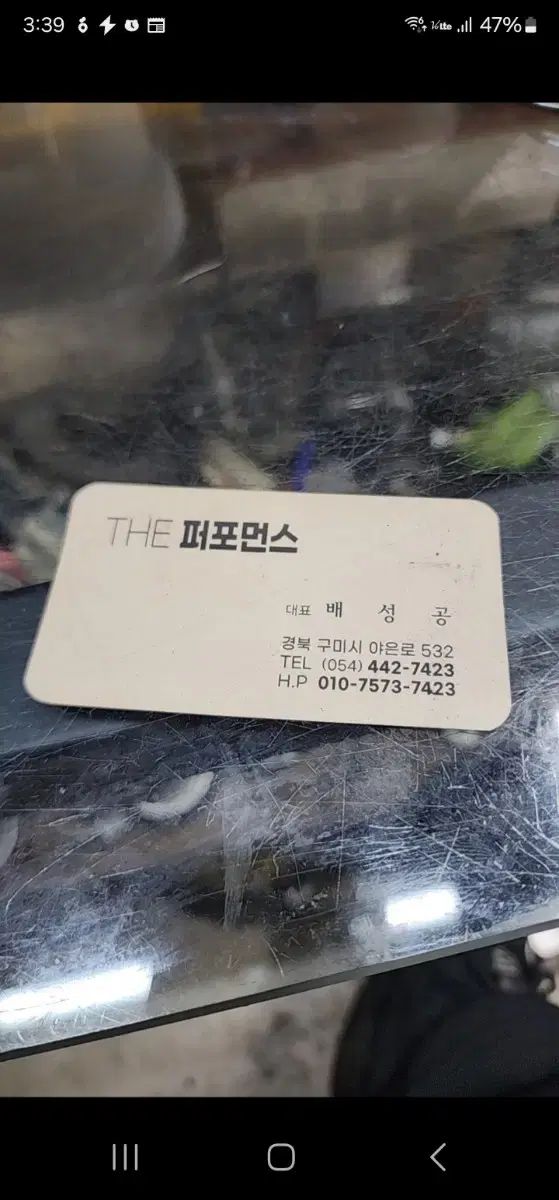 3:39
47%
THE 퍼포먼스
대표 배 성 공
경북 구미시 야은로 532
TEL (054) 442-7423
H.P 010-7573-7423